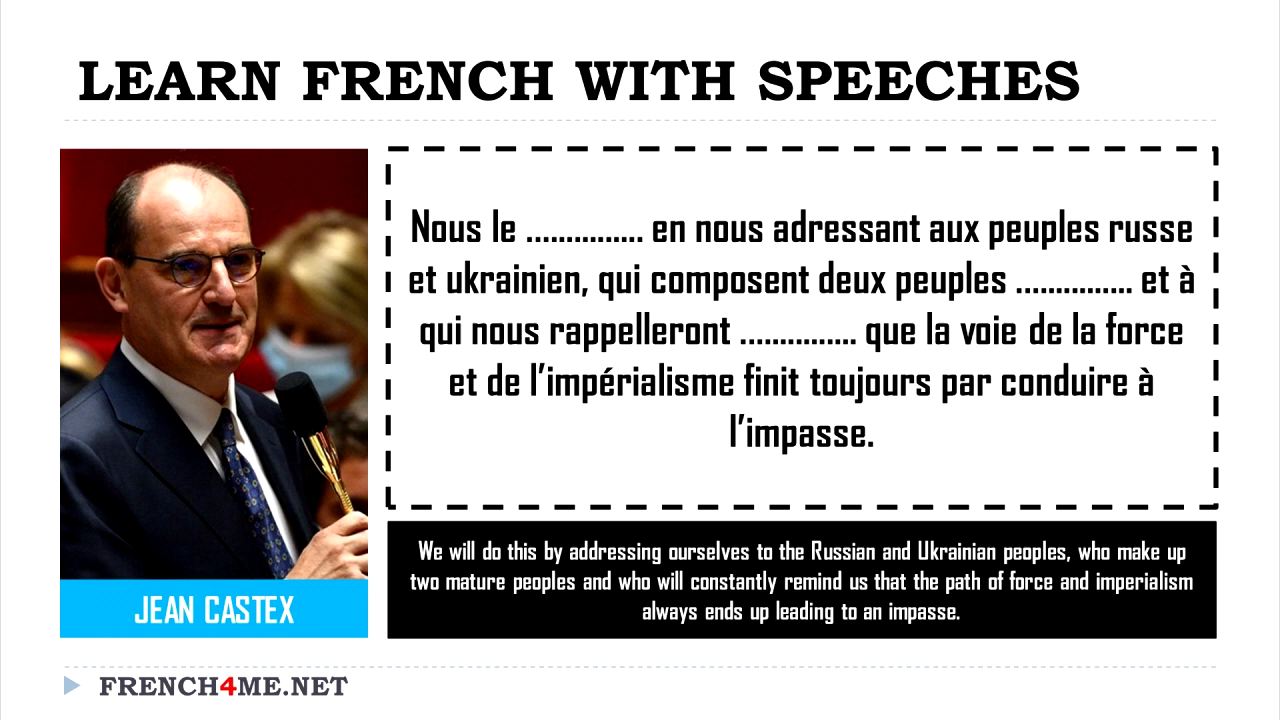 LEARN FRENCH WITH SPEECHES
Nous le ............... en nous adressant aux peuples russe
et ukrainien, qui composent deux peuples ............... et à
qui nous rappelleront ............... que la voie de la force
et de l'impérialisme finit toujours par conduire à
l'impasse.
We will do this by addressing ourselves to the Russian and Ukrainian peoples, who make up
two mature peoples and who will constantly remind us that the path of force and imperialism
always ends up leading to an impasse.
JEAN CASTEX
FRENCH4ME.NET